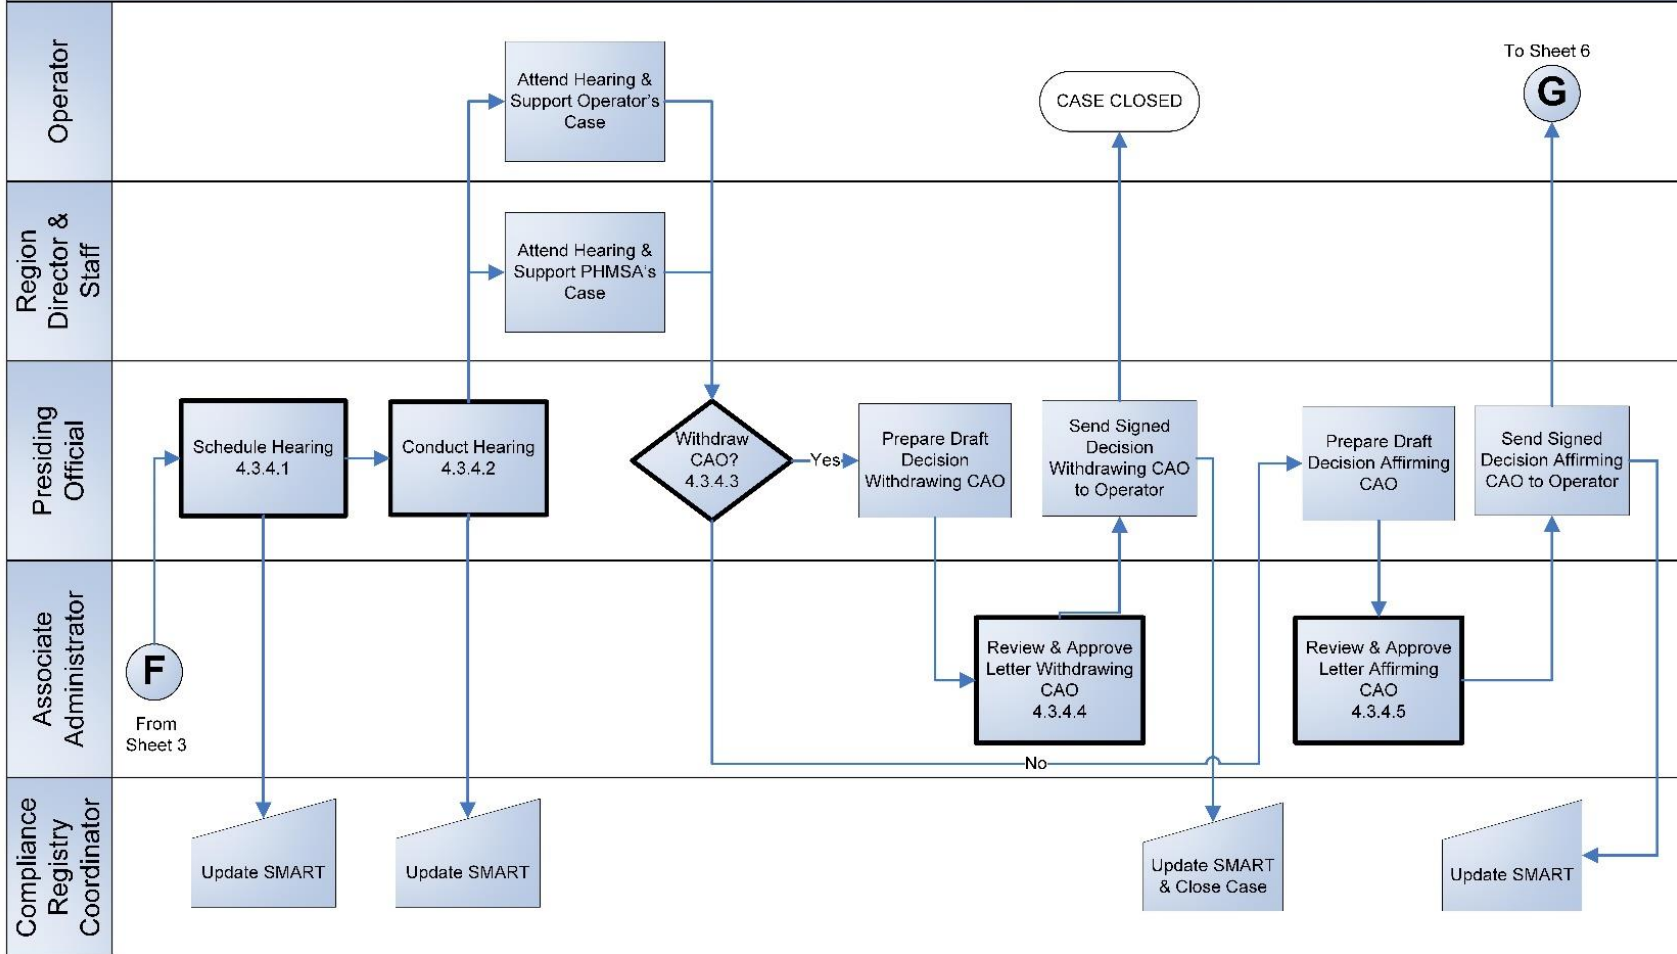 Operator
Attend Hearing &
Support Operator's
Case
CASE CLOSED
To Sheet 6
G
Region
Director &
Staff
Attend Hearing &
Support PHMSA's
Case
Presiding
Official
Schedule Hearing
4.3.4.1
Conduct Hearing
4.3.4.2
Withdraw
CAO?
4.3.4.3
Yes
Prepare Draft
Decision
Withdrawing CAO
Send Signed
Decision
Withdrawing CAO
to Operator
Prepare Draft
Decision Affirming
CAO
Send Signed
Decision Affirming
CAO to Operator
Associate
Administrator
F
From
Sheet 3
Review & Approve
Letter Withdrawing
CAO
4.3.4.4
Review & Approve
Letter Affirming
CAO
4.3.4.5
No
Compliance
Registry
Coordinator
Update SMART
Update SMART
Update SMART
& Close Case
Update SMART